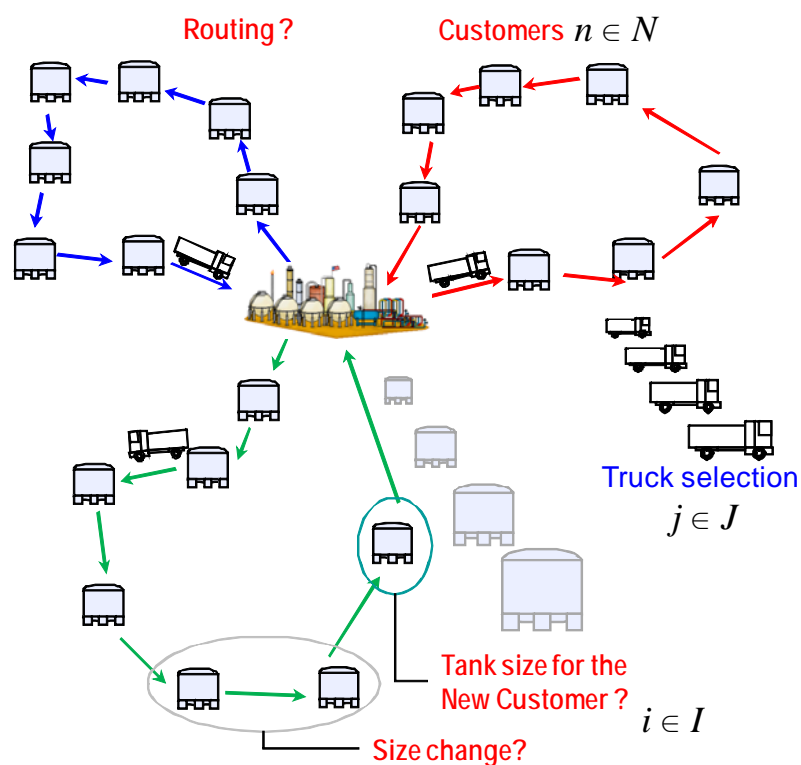 Routing ?
Customers n ∈ N
Truck selection
j ∈ J
Tank size for the
New Customer ?
i ∈ I
Size change?